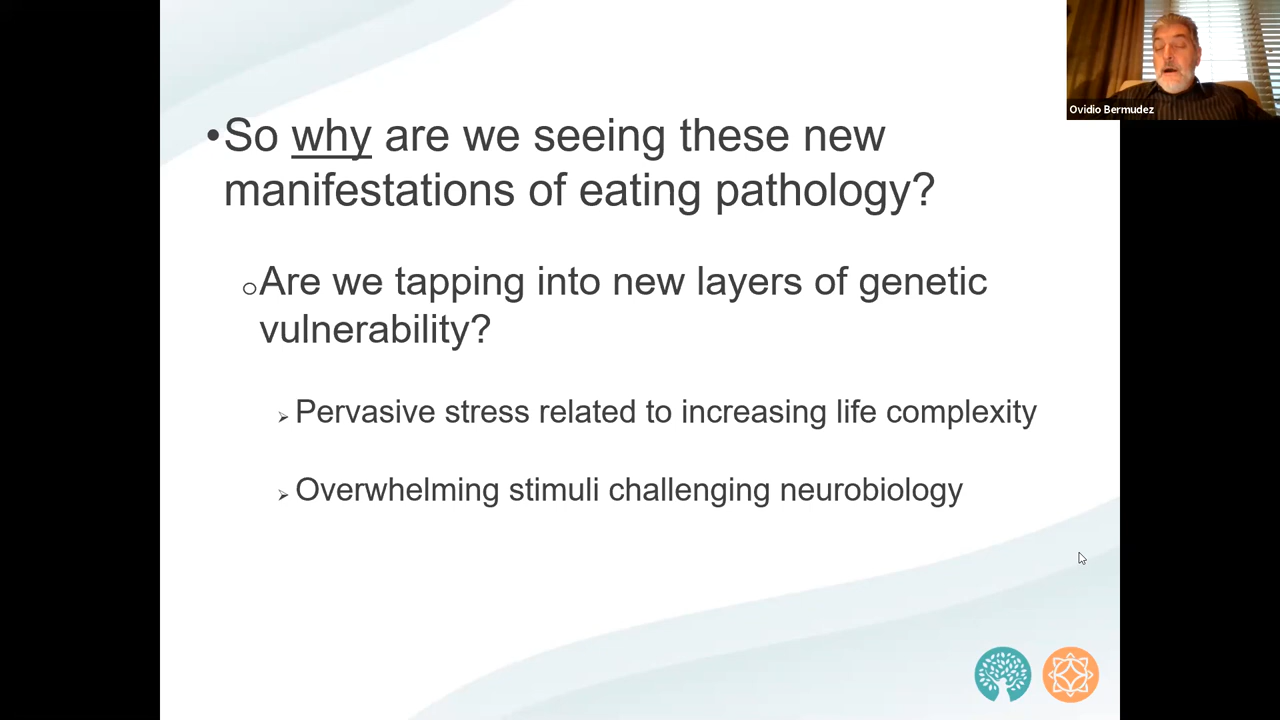 •So why are we seeing these new
manifestations of eating pathology?
oAre we tapping into new layers of genetic
vulnerability?
➢Pervasive stress related to increasing life complexity
➢Overwhelming stimuli challenging neurobiology
Ovidio Bermudez